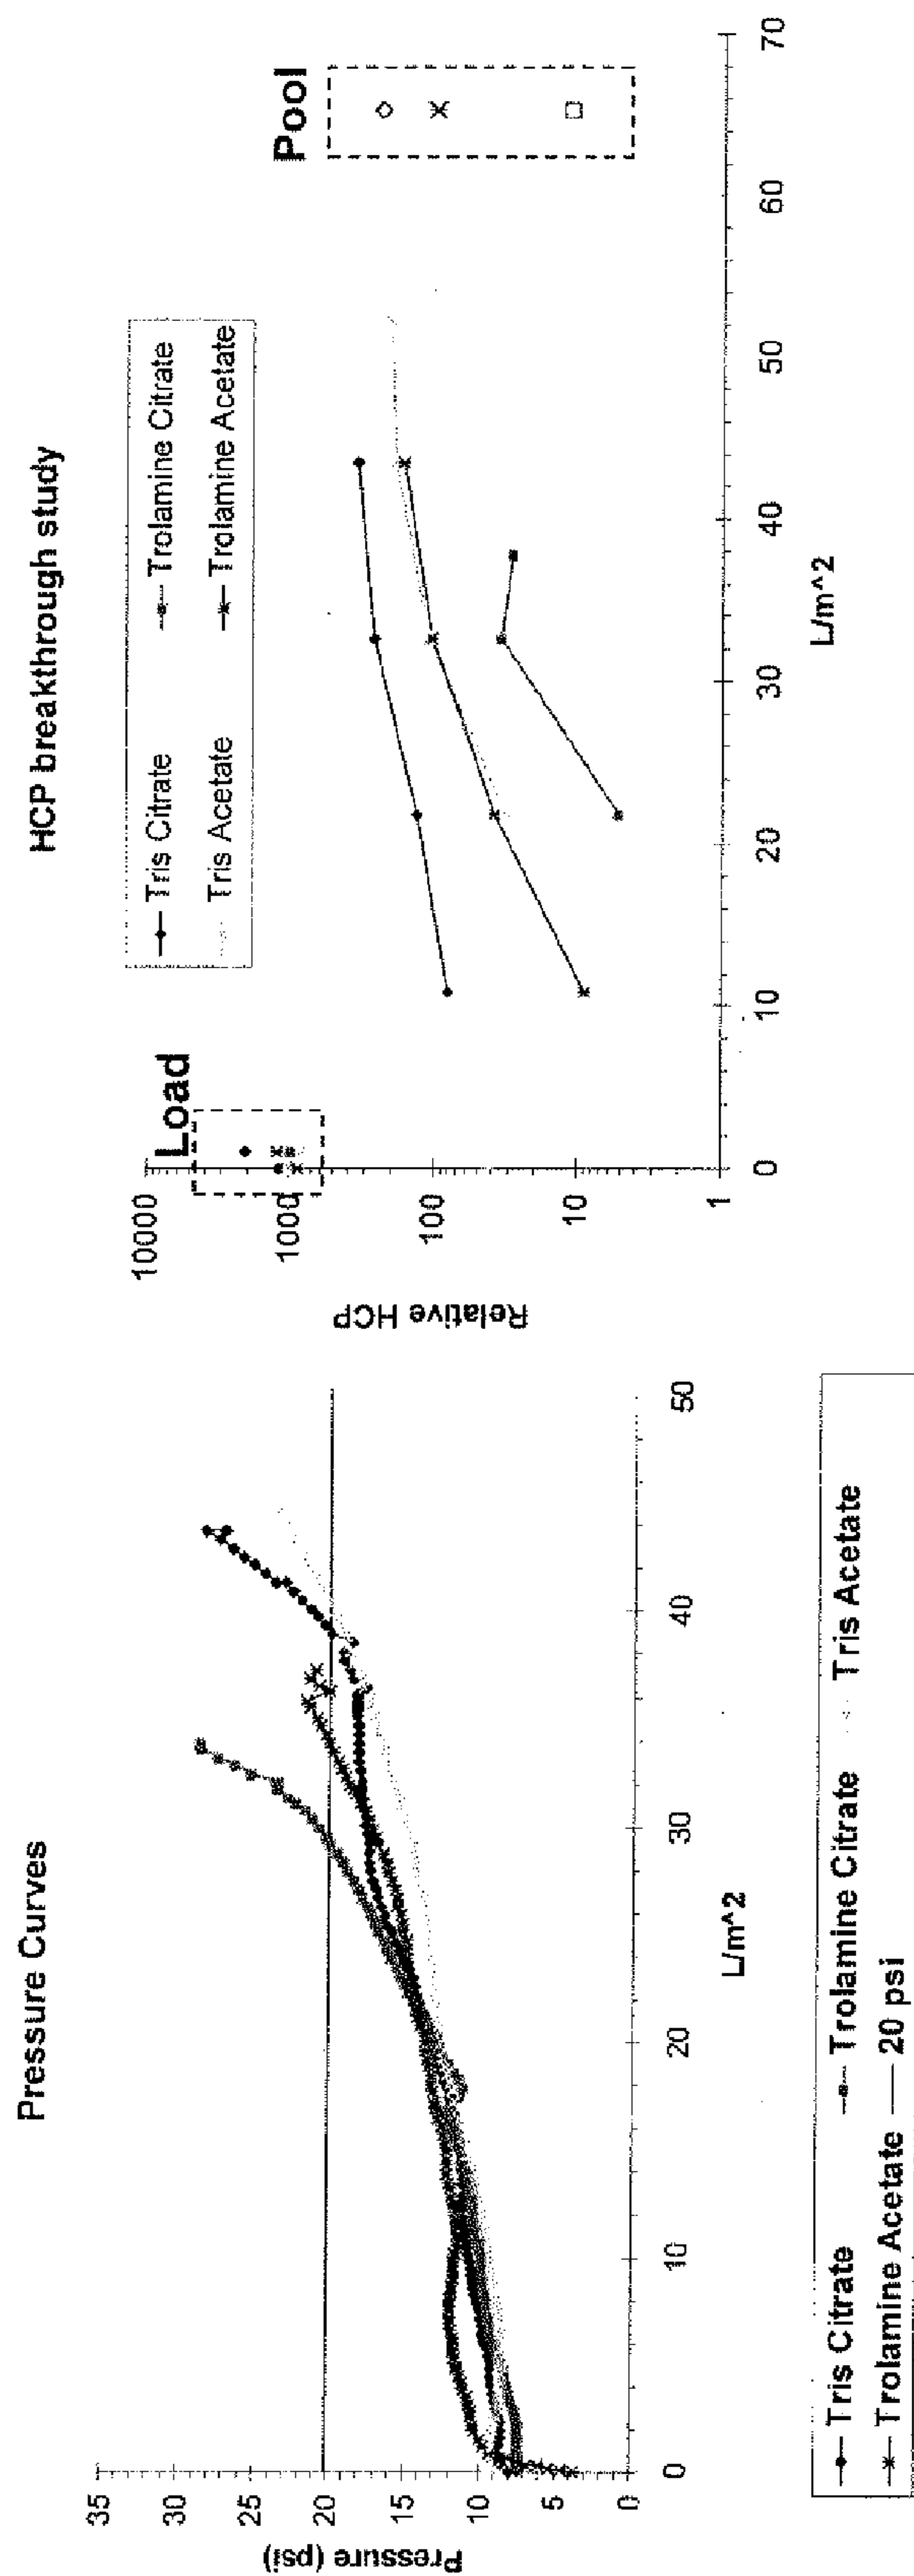 Pressure Curves
35
30
25
20
15
10
5
0
Pressure (psi)
0
10
20
30
40
50
L/m^2
Tris Citrate
Trolamine Citrate
Tris Acetate
Trolamine Acetate
20 psi
HCP breakthrough study
Tris Citrate
Trolamine Citrate
Tris Acetate
Trolamine Acetate
Load
Pool
10000
1000
100
10
1
Relative HCP
0
10
20
30
40
50
60
70
L/m^2